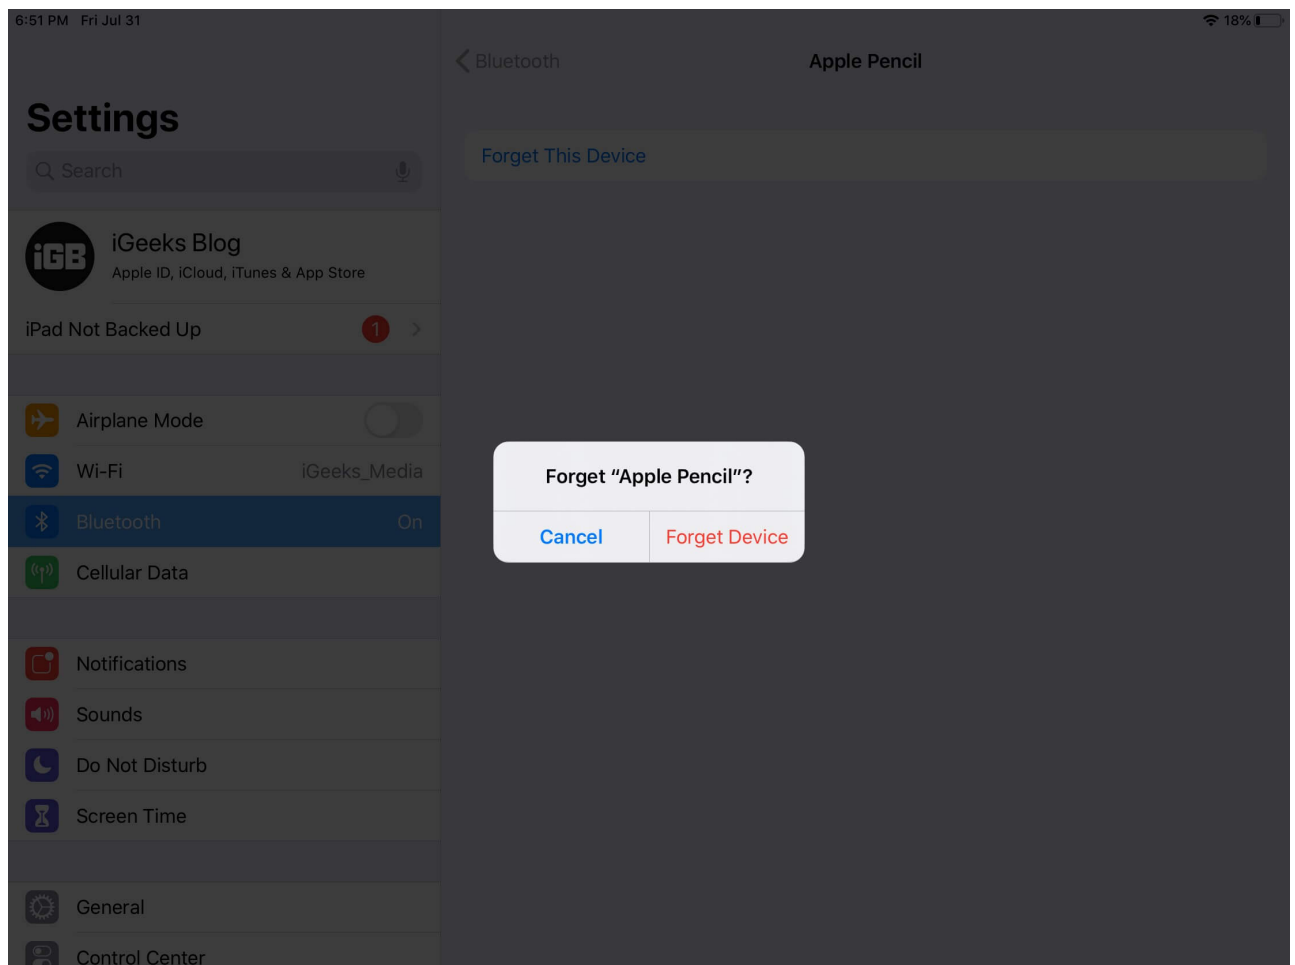 6:51 PM Fri Jul 31
18%
Settings
Search
iGB
iGeeks Blog
Apple ID, iCloud, iTunes & App Store
iPad Not Backed Up 1
Airplane Mode
Wi-Fi iGeeks_Media
Bluetooth On
Cellular Data
Notifications
Sounds
Do Not Disturb
Screen Time
General
Control Center
Bluetooth
Apple Pencil
Forget This Device
Forget “Apple Pencil”?
Cancel Forget Device